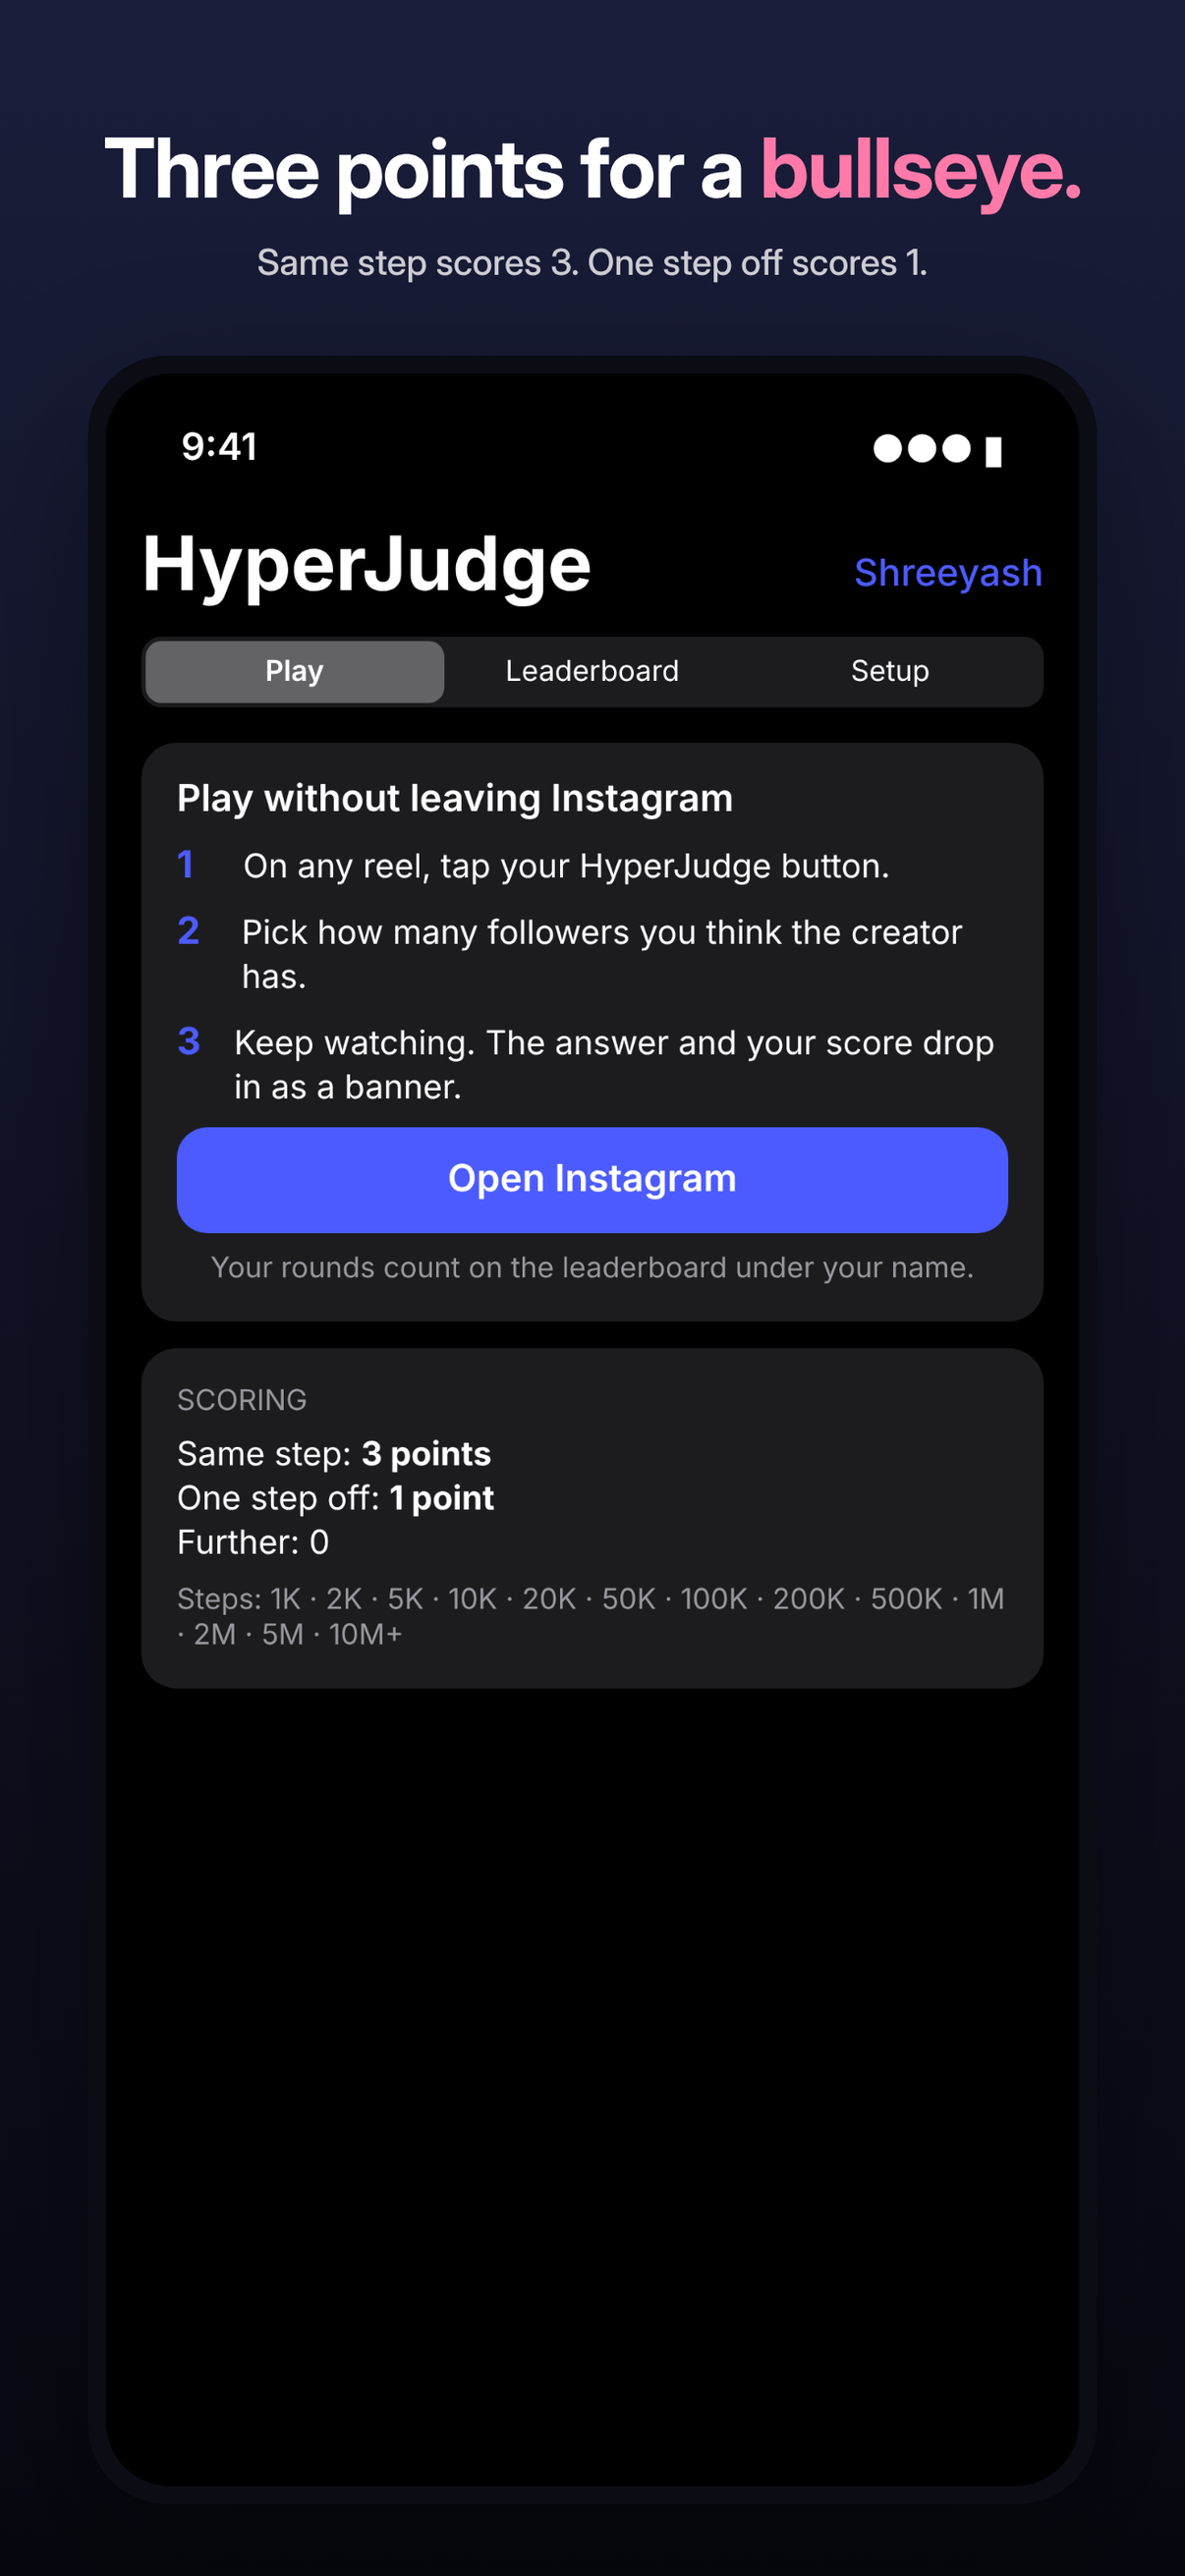 Three points for a bullseye.
Same step scores 3. One step off scores 1.
9:41
HyperJudge
Shreeyash
Play
Leaderboard
Setup
Play without leaving Instagram
1 On any reel, tap your HyperJudge button.
2 Pick how many followers you think the creator
has.
3 Keep watching. The answer and your score drop
in as a banner.
Open Instagram
Your rounds count on the leaderboard under your name.
SCORING
Same step: 3 points
One step off: 1 point
Further: 0
Steps: 1K · 2K · 5K · 10K · 20K · 50K · 100K · 200K · 500K · 1M
· 2M · 5M · 10M+